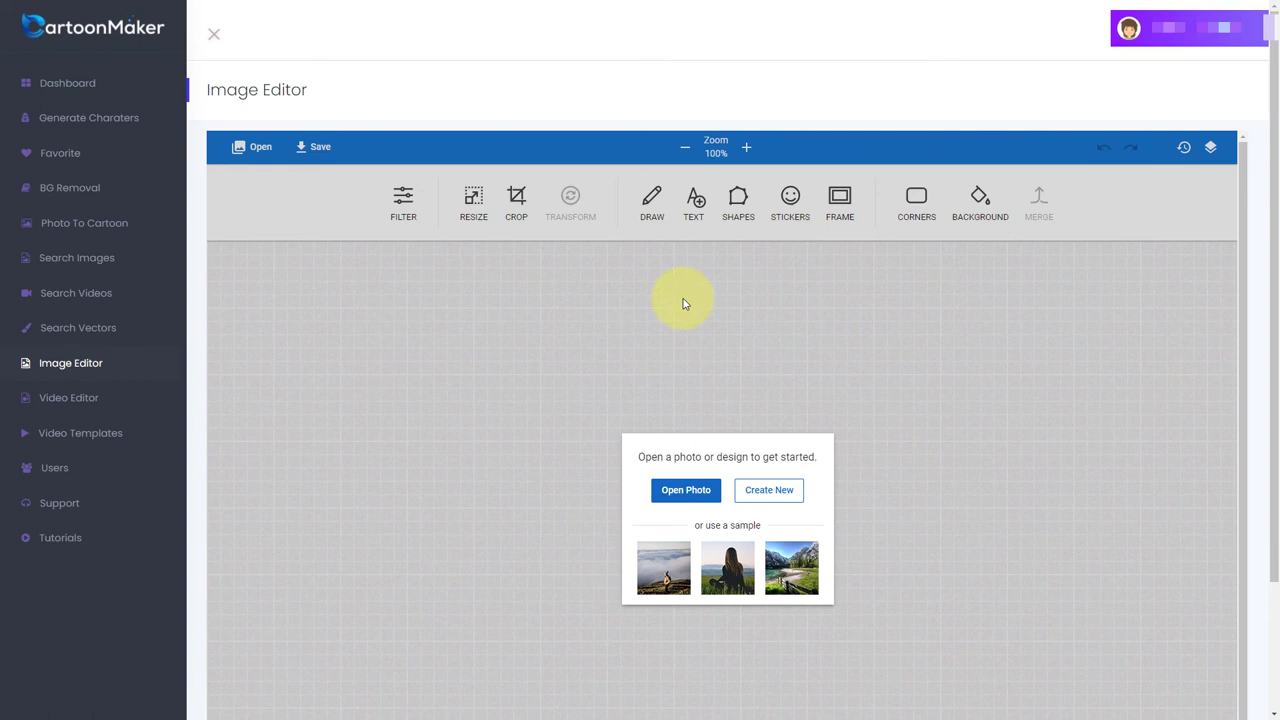 CartoonMaker
Dashboard
Generate Charaters
Favorite
BG Removal
Photo To Cartoon
Search Images
Search Videos
Search Vectors
Image Editor
Video Editor
Video Templates
Users
Support
Tutorials
Image Editor
Open
Save
Zoom
100%
FILTER
RESIZE
CROP
TRANSFORM
DRAW
TEXT
SHAPES
STICKERS
FRAME
CORNERS
BACKGROUND
MERGE
Open a photo or design to get started.
Open Photo
Create New
or use a sample